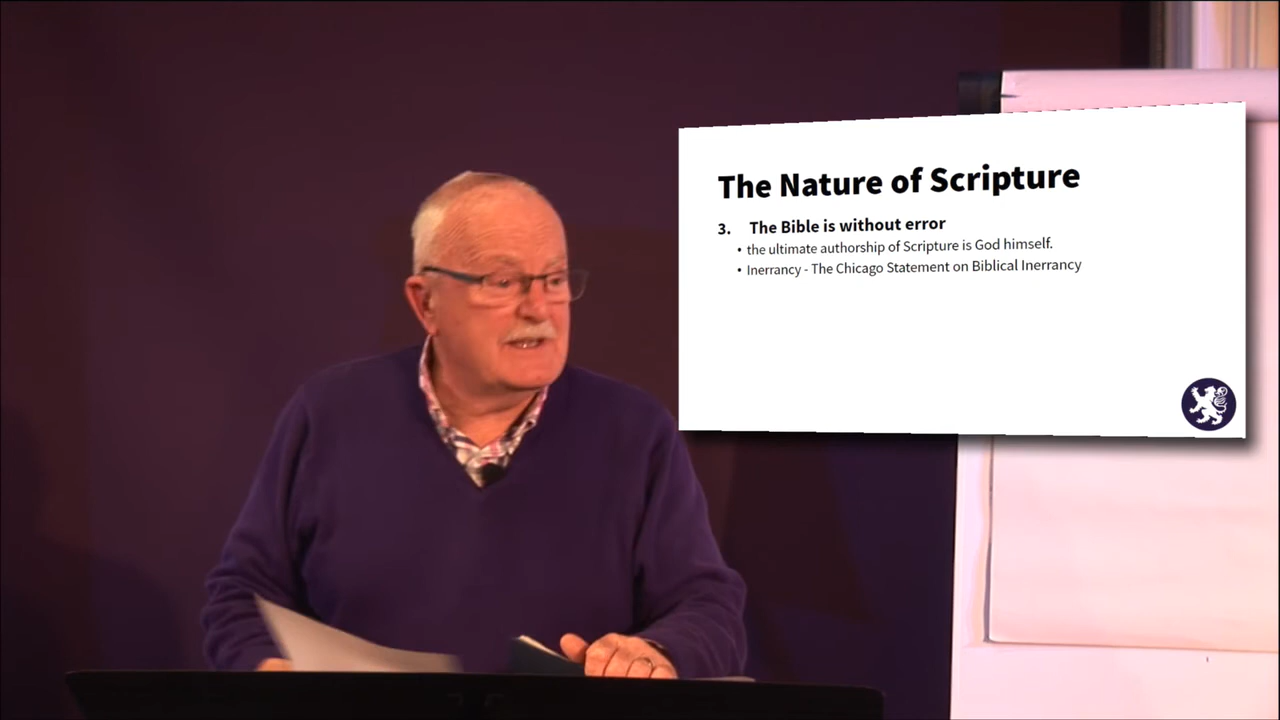 The Nature of Scripture
3. The Bible is without error
• the ultimate authorship of Scripture is God himself.
• Inerrancy - The Chicago Statement on Biblical Inerrancy